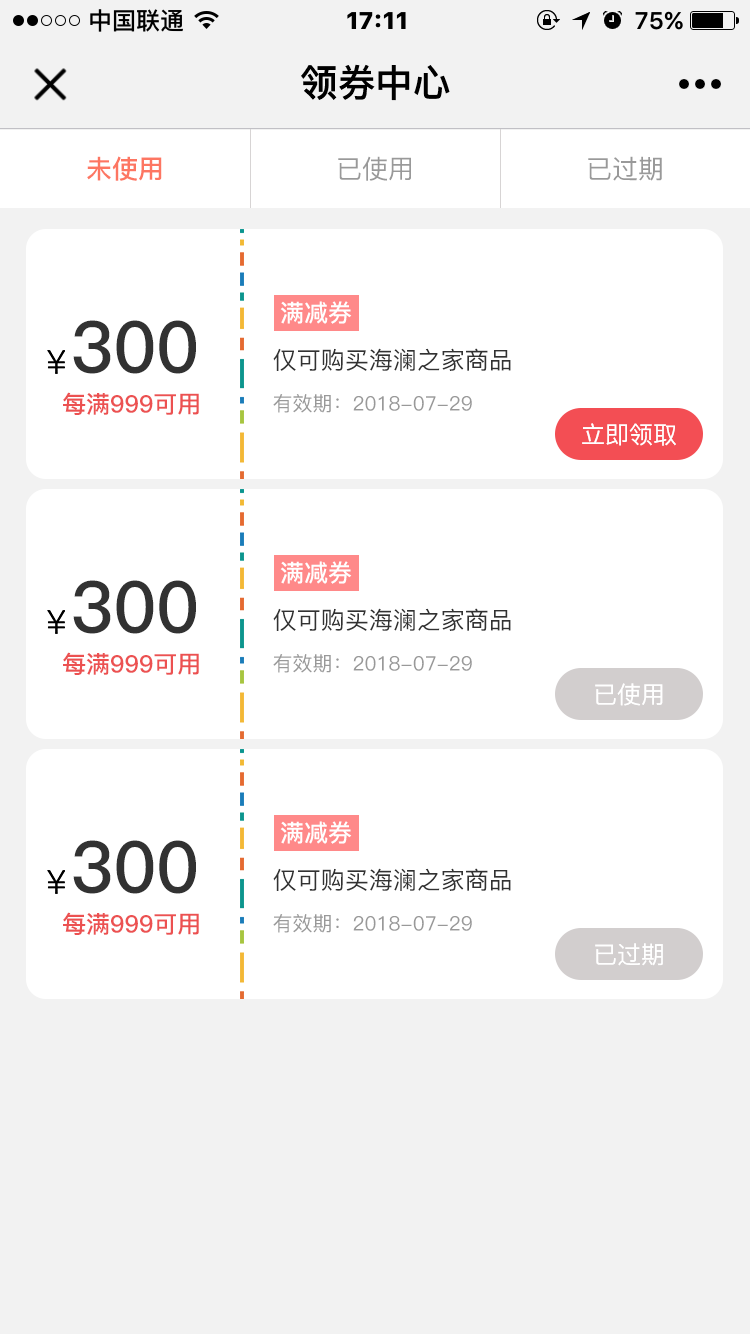 中国联通 17:11 75%
领券中心
未使用 已使用 已过期
满减券
¥300
仅可购买海澜之家商品
每满999可用
有效期：2018-07-29
立即领取
满减券
¥300
仅可购买海澜之家商品
每满999可用
有效期：2018-07-29
已使用
满减券
¥300
仅可购买海澜之家商品
每满999可用
有效期：2018-07-29
已过期